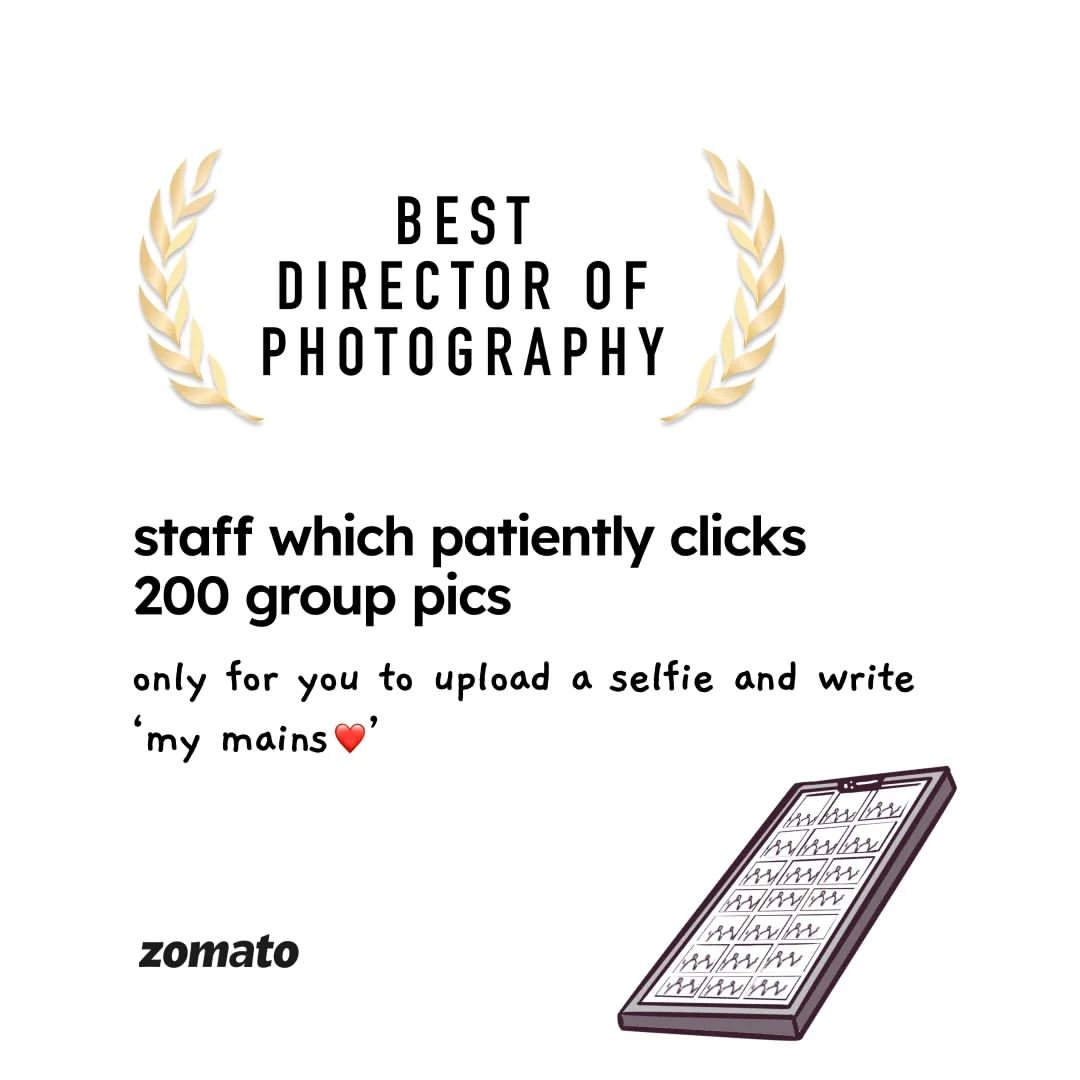 BEST
DIRECTOR OF
PHOTOGRAPHY
staff which patiently clicks
200 group pics
only for you to upload a selfie and write
‘my mains❤️’
zomato